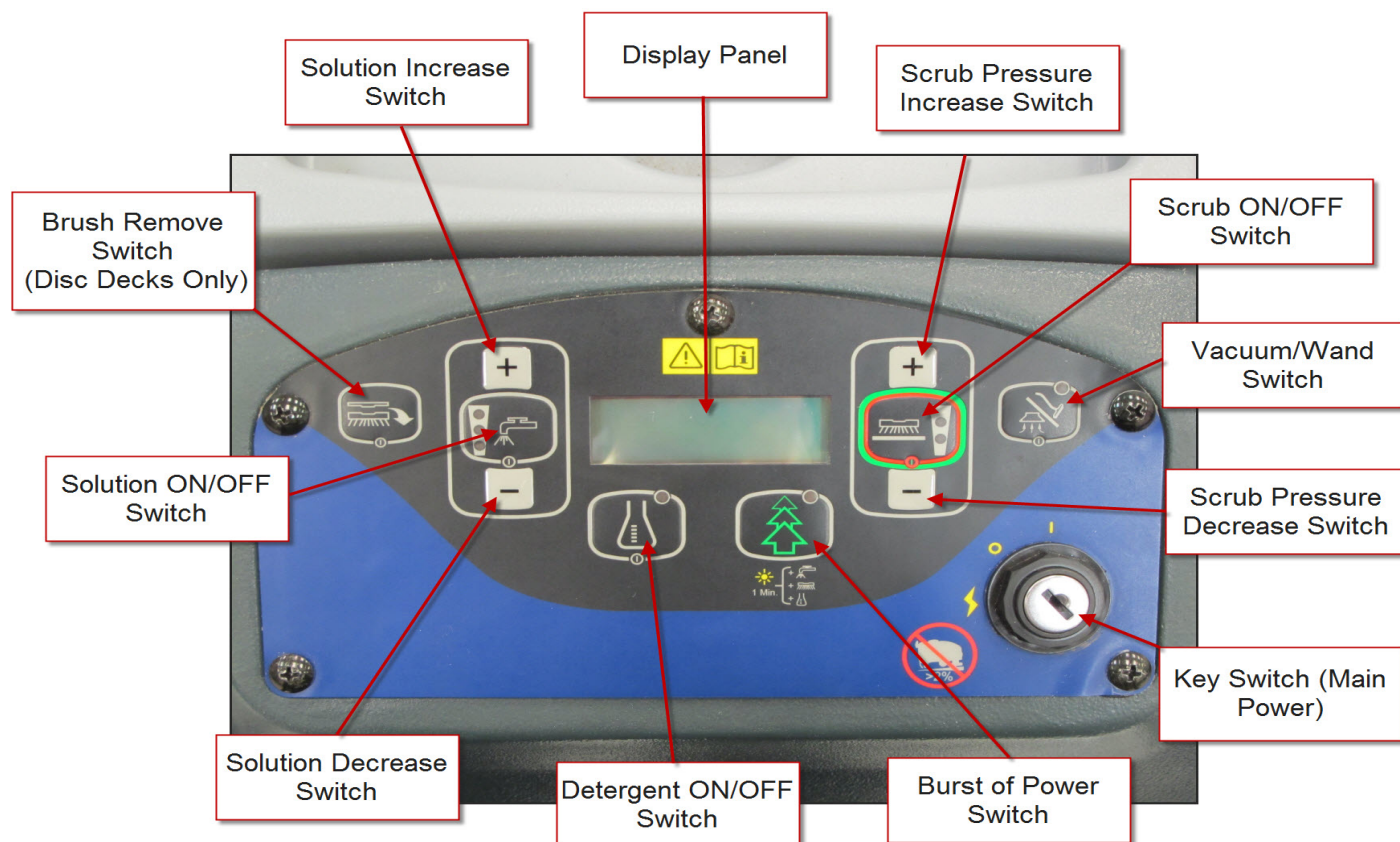 Display Panel
Solution Increase
Switch
Scrub Pressure
Increase Switch
Brush Remove
Switch
(Disc Decks Only)
Scrub ON/OFF
Switch
Vacuum/Wand
Switch
+
+
Solution ON/OFF
Switch
-
-
Scrub Pressure
Decrease Switch
1 Min.
+
+
+
O
I
>2%
Key Switch (Main
Power)
Solution Decrease
Switch
Detergent ON/OFF
Switch
Burst of Power
Switch